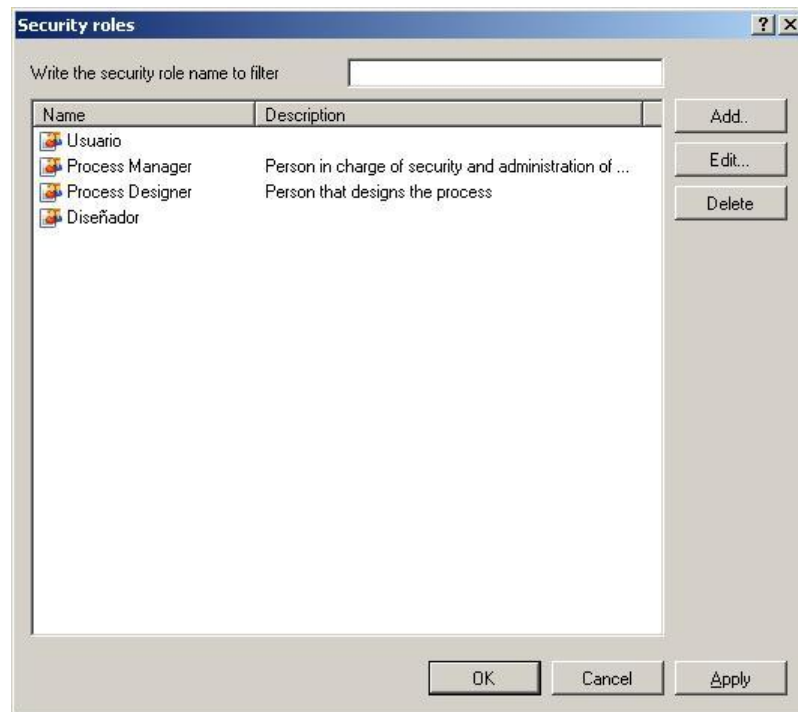 Security roles
Write the security role name to filter
Name Description
Add..
Usuario
Process Manager Person in charge of security and administration of ...
Edit...
Process Designer Person that designs the process
Delete
Diseñador
OK Cancel Apply